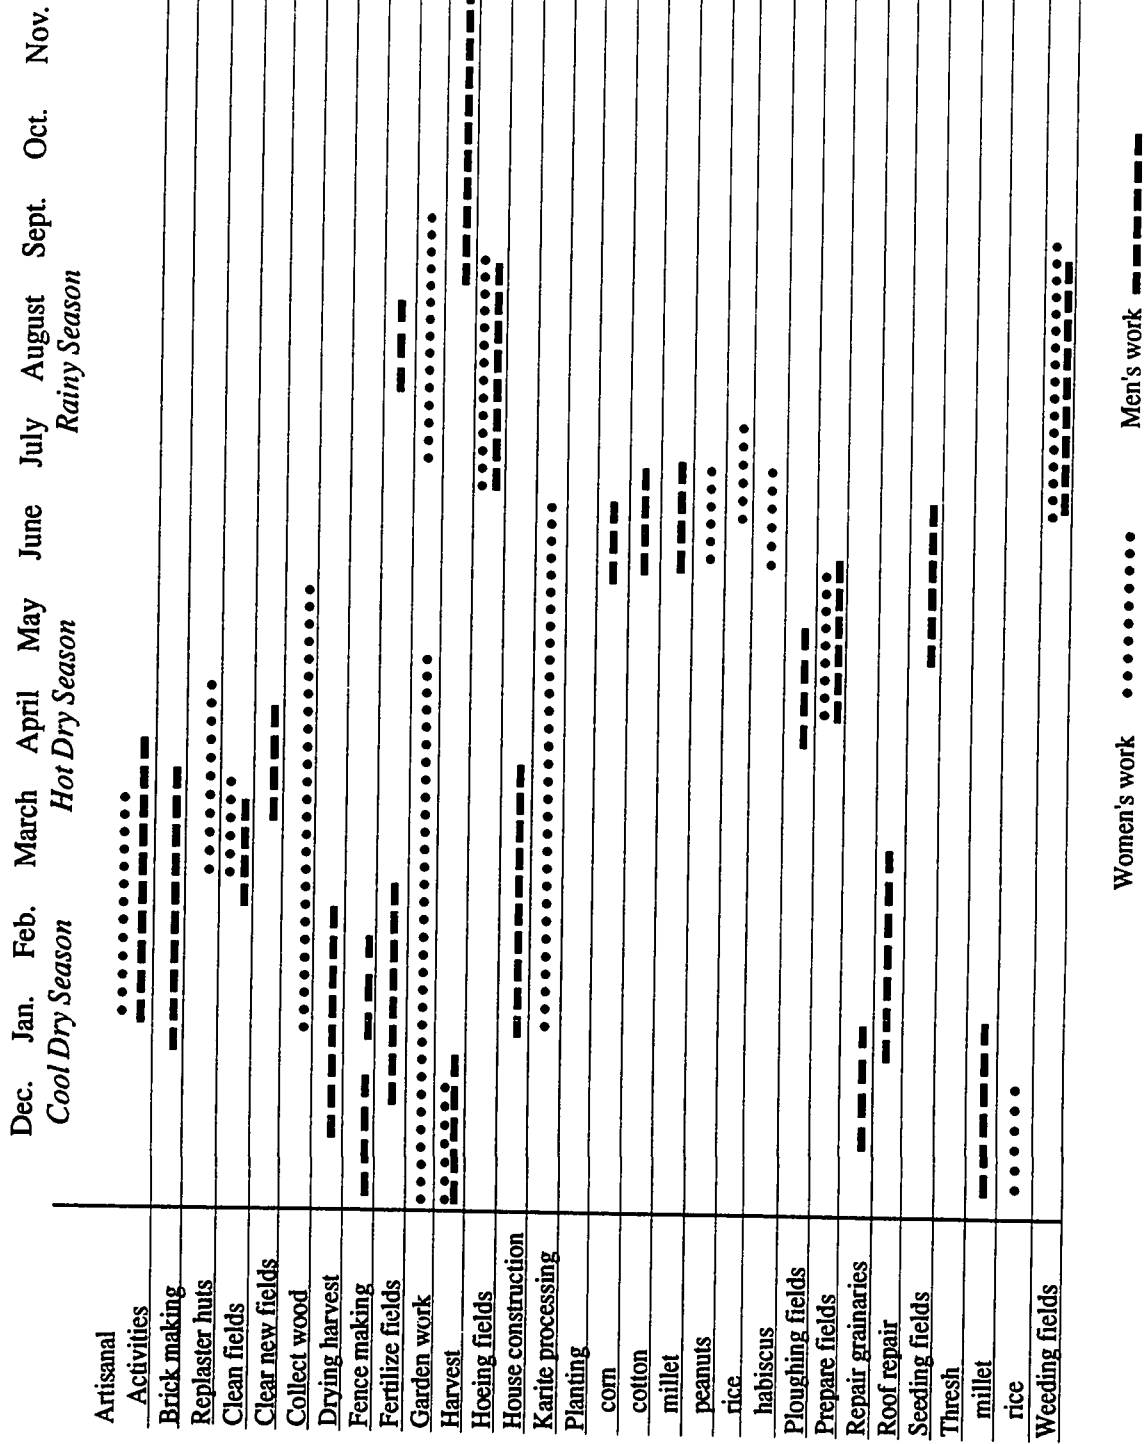 Dec. Jan. Feb. March April May June July August Sept. Oct. Nov.
Cool Dry Season Hot Dry Season Rainy Season
Artisanal
Activities
Brick making
Replaster huts
Clean fields
Clear new fields
Collect wood
Drying harvest
Fence making
Fertilize fields
Garden work
Harvest
Hoeing fields
House construction
Karite processing
Planting
corn
cotton
millet
peanuts
rice
habiscus
Ploughing fields
Prepare fields
Repair grainaries
Roof repair
Seeding fields
Thresh
millet
rice
Weeding fields
Women's work Men's work